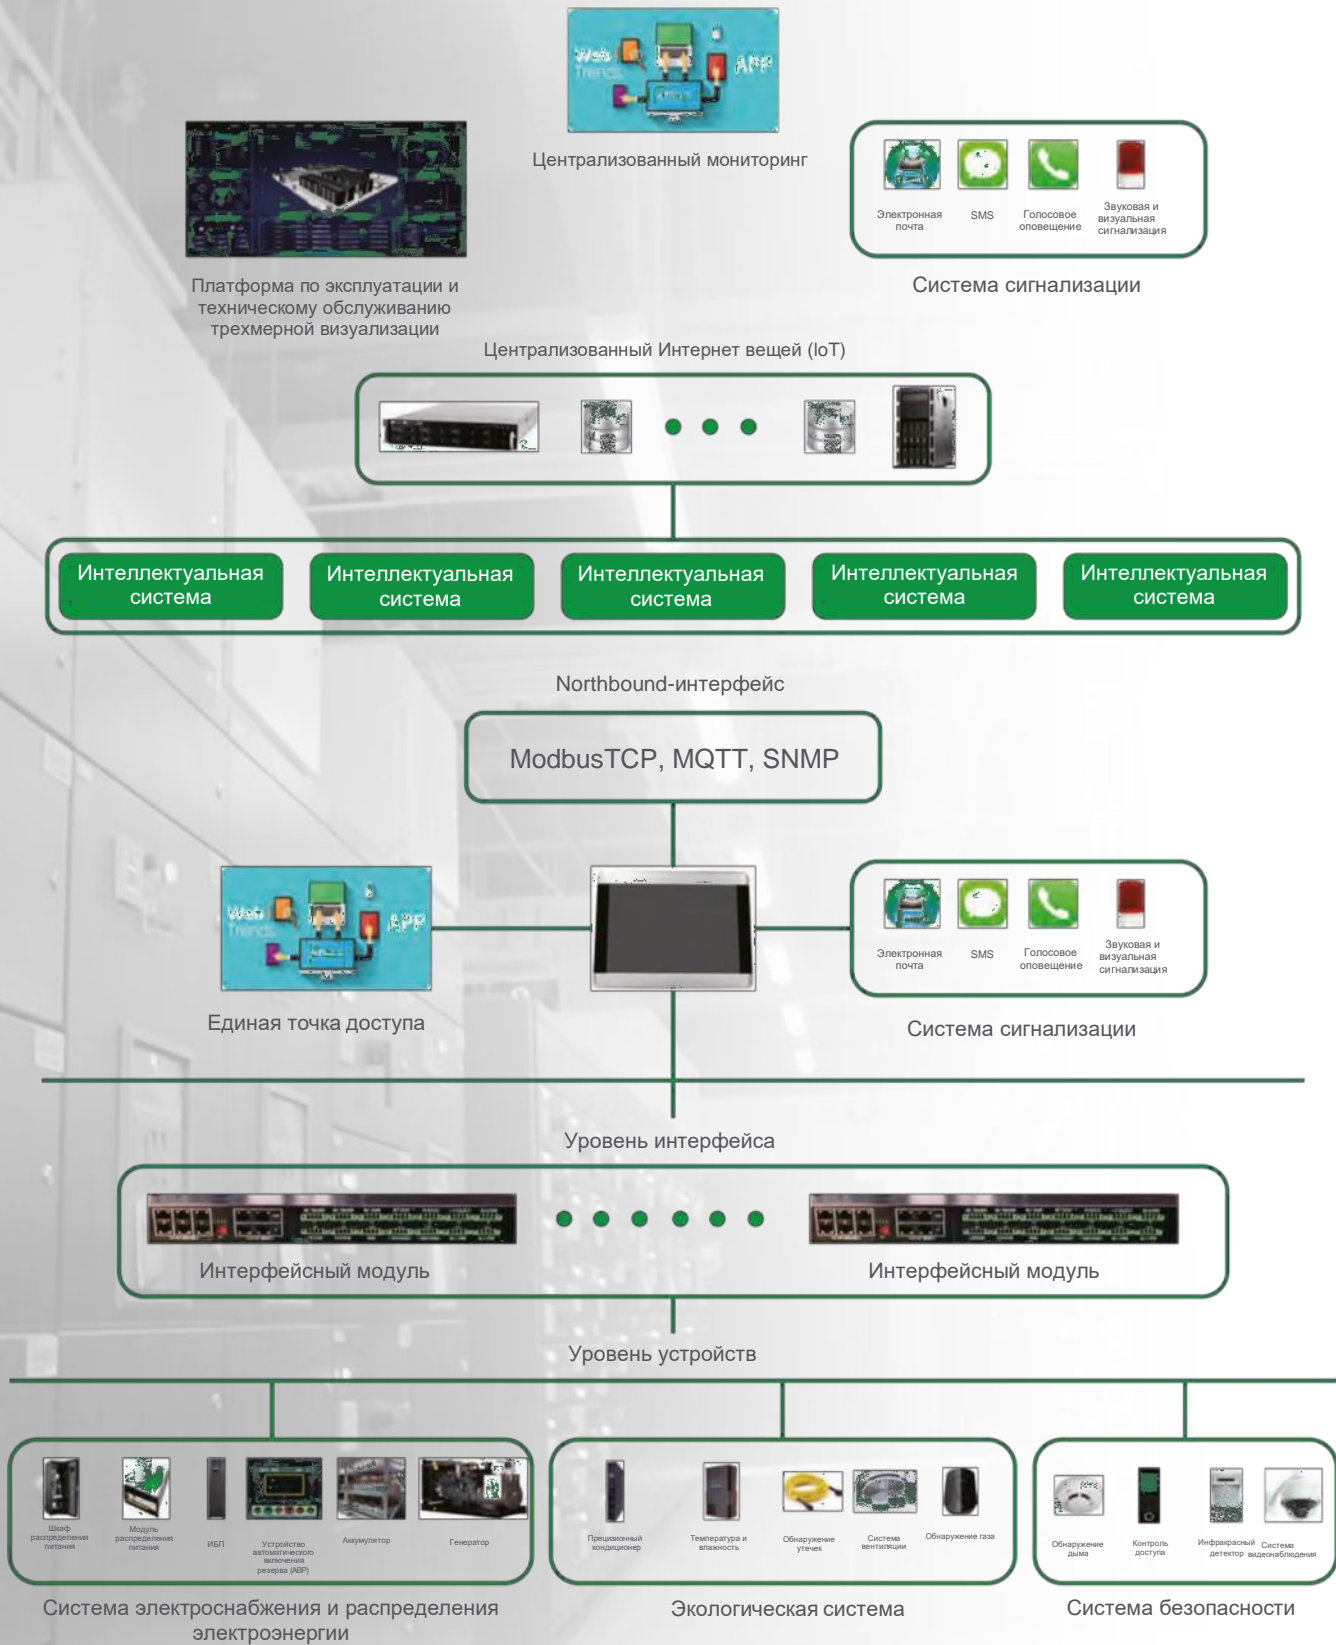 Web
Trends
APP
Централизованный мониторинг
Электронная
почта
SMS
Голосовое
оповещение
Звуковая и
визуальная
сигнализация
Система сигнализации
Платформа по эксплуатации и
техническому обслуживанию
трехмерной визуализации
Централизованный Интернет вещей (IoT)
Интеллектуальная
система
Интеллектуальная
система
Интеллектуальная
система
Интеллектуальная
система
Интеллектуальная
система
Northbound-интерфейс
ModbusTCP, MQTT, SNMP
Web
Trends
APP
Единая точка доступа
Электронная
почта
SMS
Голосовое
оповещение
Звуковая и
визуальная
сигнализация
Система сигнализации
Уровень интерфейса
Интерфейсный модуль
Интерфейсный модуль
Уровень устройств
Шкаф
распределения
питания
Модуль
распределения
питания
ИБП
Устройство
автоматического
включения
резерва (АВР)
Аккумулятор
Генератор
Система электроснабжения и распределения
электроэнергии
Прецизионный
кондиционер
Температура и
влажность
Обнаружение
утечек
Система
вентиляции
Обнаружение газа
Экологическая система
Обнаружение
дыма
Контроль
доступа
Инфракрасный
детектор
Система
видеонаблюдения
Система безопасности